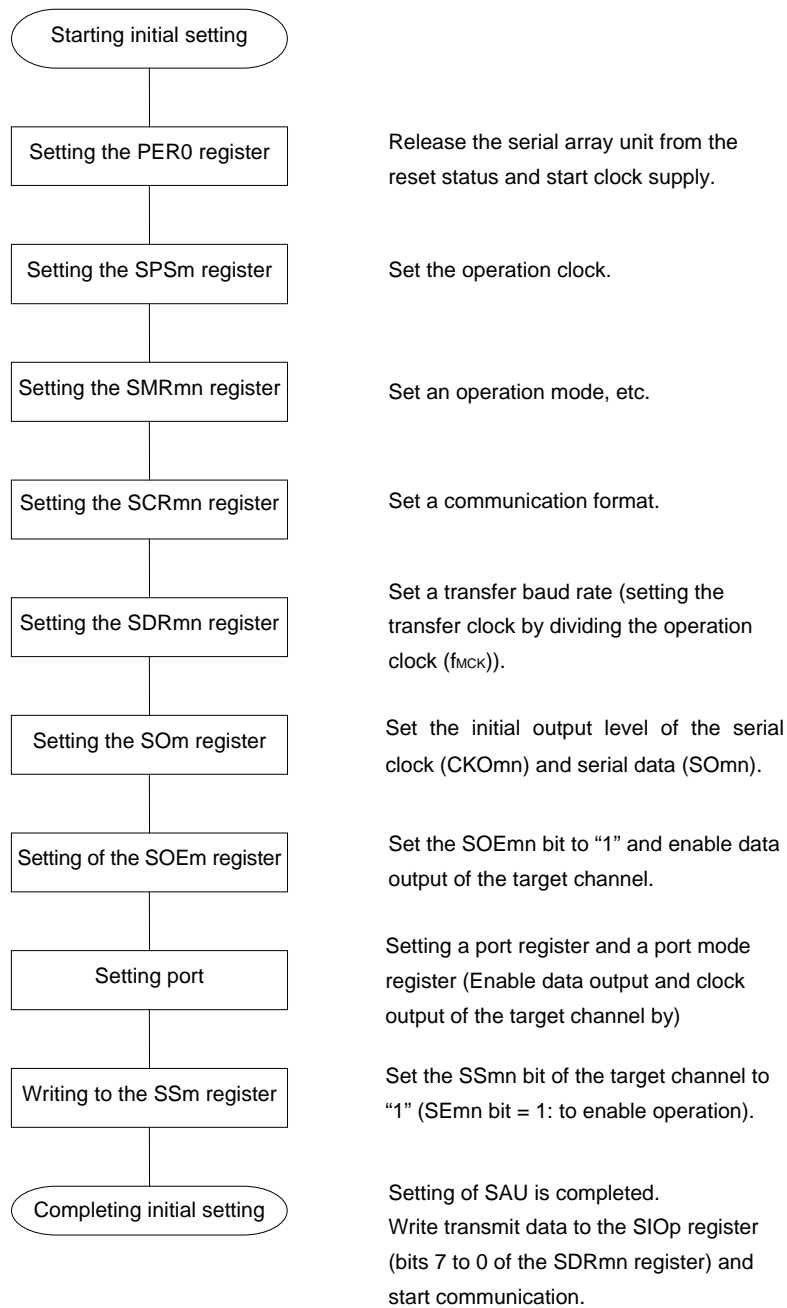 Starting initial setting
Setting the PER0 register
Release the serial array unit from the
reset status and start clock supply.
Setting the SPSm register
Set the operation clock.
Setting the SMRmn register
Set an operation mode, etc.
Setting the SCRmn register
Set a communication format.
Setting the SDRmn register
Set a transfer baud rate (setting the
transfer clock by dividing the operation
clock (fMCK)).
Setting the SOm register
Set the initial output level of the serial
clock (CKOmn) and serial data (SOmn).
Setting of the SOEm register
Set the SOEmn bit to “1” and enable data
output of the target channel.
Setting port
Setting a port register and a port mode
register (Enable data output and clock
output of the target channel by)
Writing to the SSm register
Set the SSmn bit of the target channel to
“1” (SEmn bit = 1: to enable operation).
Completing initial setting
Setting of SAU is completed.
Write transmit data to the SIOp register
(bits 7 to 0 of the SDRmn register) and
start communication.